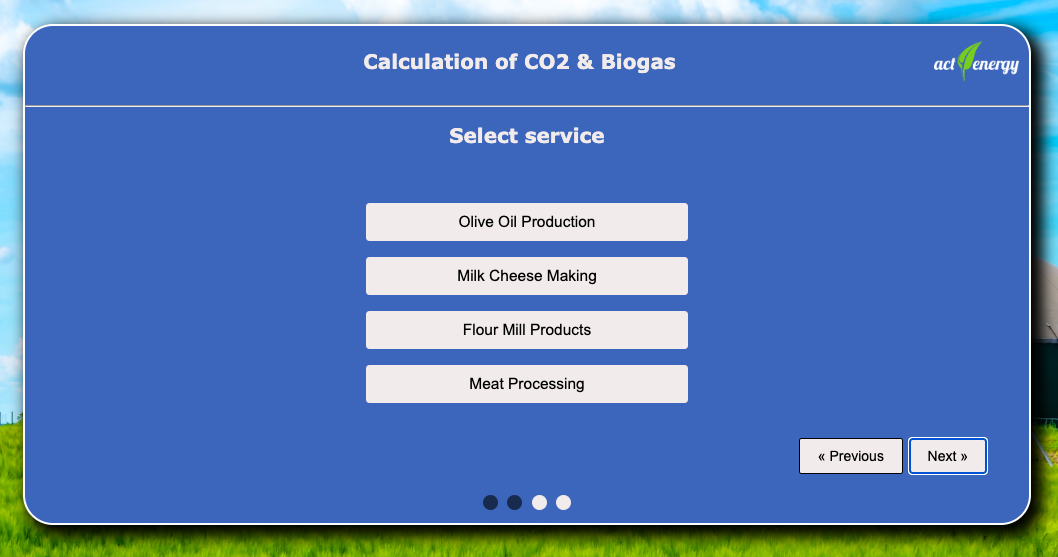 Calculation of CO2 & Biogas
act energy
Select service
Olive Oil Production
Milk Cheese Making
Flour Mill Products
Meat Processing
« Previous
Next »